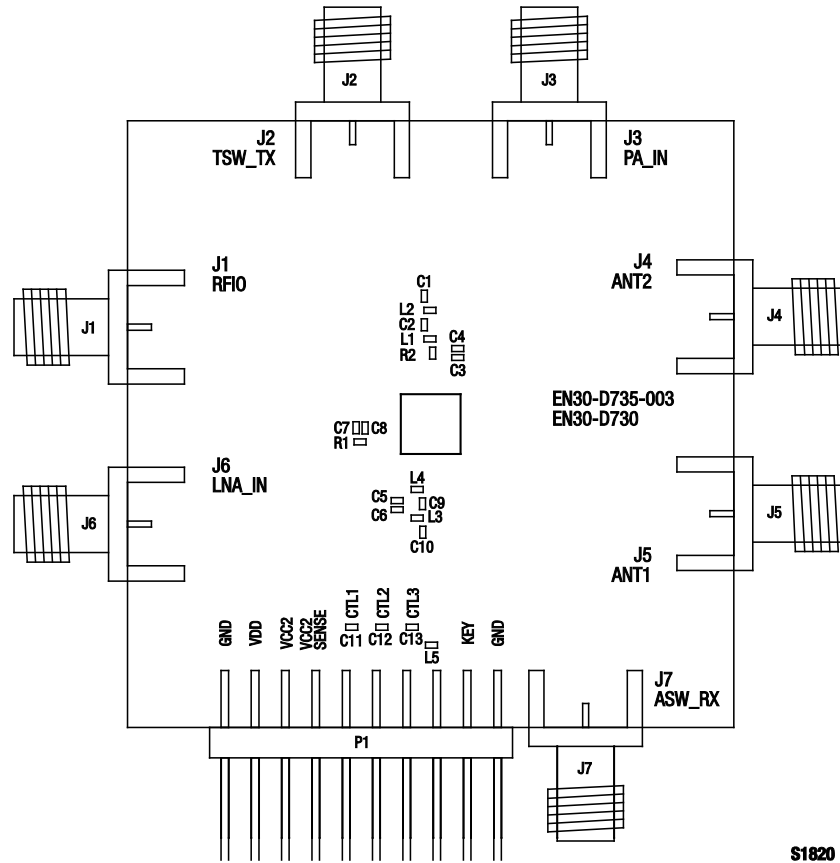 J2
J3
J2
TSW_TX
J3
PA_IN
J1
RFIO
J4
ANT2
J1
J4
C1
L2
C2
L1
R2
C4
C3
EN30-D735-003
EN30-D730
C7
C8
R1
J6
LNA_IN
J6
J5
L4
C5
C6
C9
L3
C10
J5
ANT1
GND
VDD
VCC2
VCC2
SENSE
CTL1
CTL2
CTL3
KEY
GND
C11
C12
C13
L5
J7
ASW_RX
P1
J7
S1820